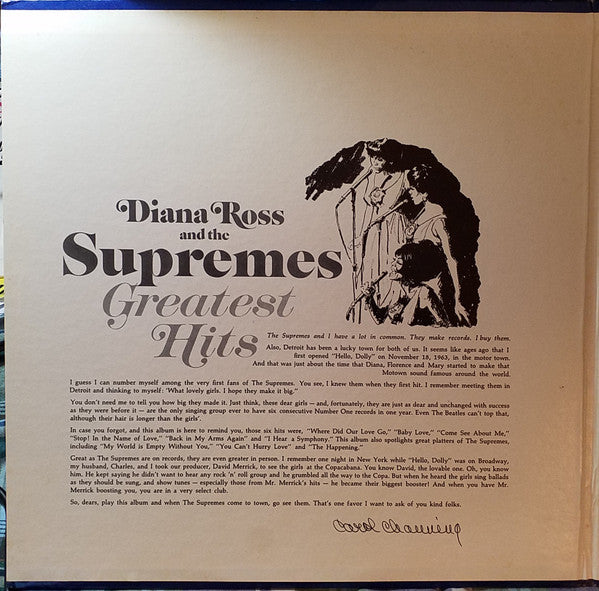 Diana Ross
and the
Supremes
Greatest
Hits
The Supremes and I have a lot in common. They make records. I buy them.
Also, Detroit has been a lucky town for both of us. It seems like ages ago that I
first opened "Hello, Dolly" on November 18, 1963, in the motor town.
And that was just about the time that Diana, Florence and Mary started to make that
Motown sound famous around the world.
I guess I can number myself among the very first fans of The Supremes. You see, I knew them when they first hit. I remember meeting them in
Detroit and thinking to myself: 'What lovely girls. I hope they make it big."
You don't need me to tell you how big they made it. Just think, these dear girls — and, fortunately, they are just as dear and unchanged with success
as they were before it — are the only singing group ever to have six consecutive Number One records in one year. Even The Beatles can't top that,
although their hair is longer than the girls'.
In case you forgot, and this album is here to remind you, those six hits were, "Where Did Our Love Go," "Baby Love," "Come See About Me,"
"Stop! In the Name of Love," "Back in My Arms Again" and "I Hear a Symphony." This album also spotlights great platters of The Supremes,
including "My World is Empty Without You," "You Can't Hurry Love" and "The Happening."
Great as The Supremes are on records, they are even greater in person. I remember one night in New York while "Hello, Dolly" was on Broadway,
my husband, Charles, and I took our producer, David Merrick, to see the girls at the Copacabana. You know David, the lovable one. Oh, you know
him. He kept saying he didn't want to hear any rock 'n' roll group and he grumbled all the way to the Copa. But when he heard the girls sing ballads
as they should be sung, and show tunes — especially those from Mr. Merrick's hits — he became their biggest booster! And when you have Mr.
Merrick boosting you, you are in a very select club.
So, dears, play this album and when The Supremes come to town, go see them. That's one favor I want to ask of you kind folks.
Carol Channing